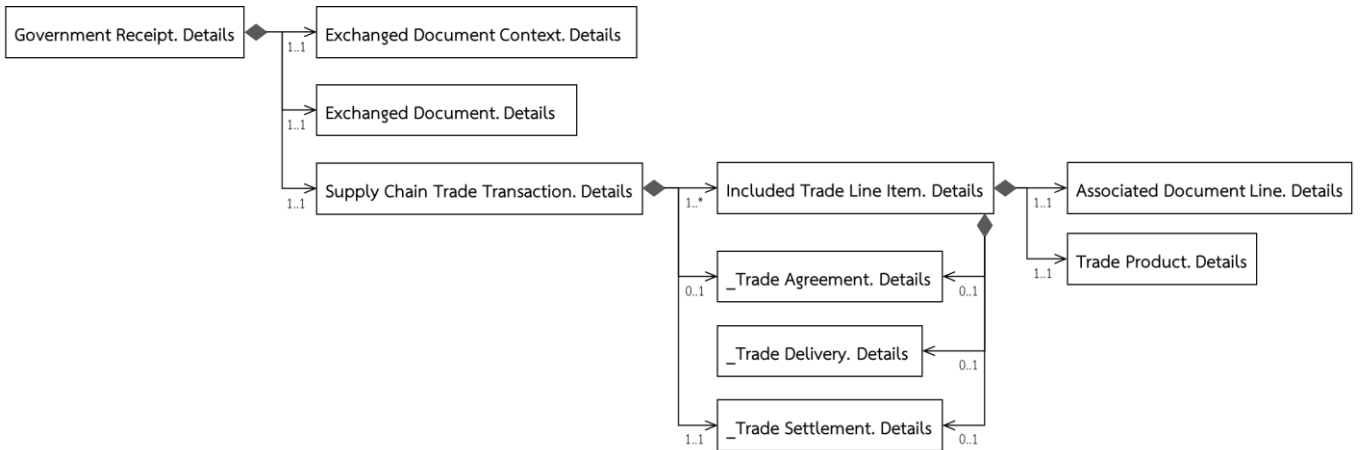 Government Receipt. Details
Exchanged Document Context. Details
1..1
Exchanged Document. Details
1..1
Supply Chain Trade Transaction. Details
1..1
Included Trade Line Item. Details
1..*
Associated Document Line. Details
1..1
Trade Product. Details
1..1
_Trade Agreement. Details
0..1
0..1
_Trade Delivery. Details
0..1
_Trade Settlement. Details
1..1
0..1